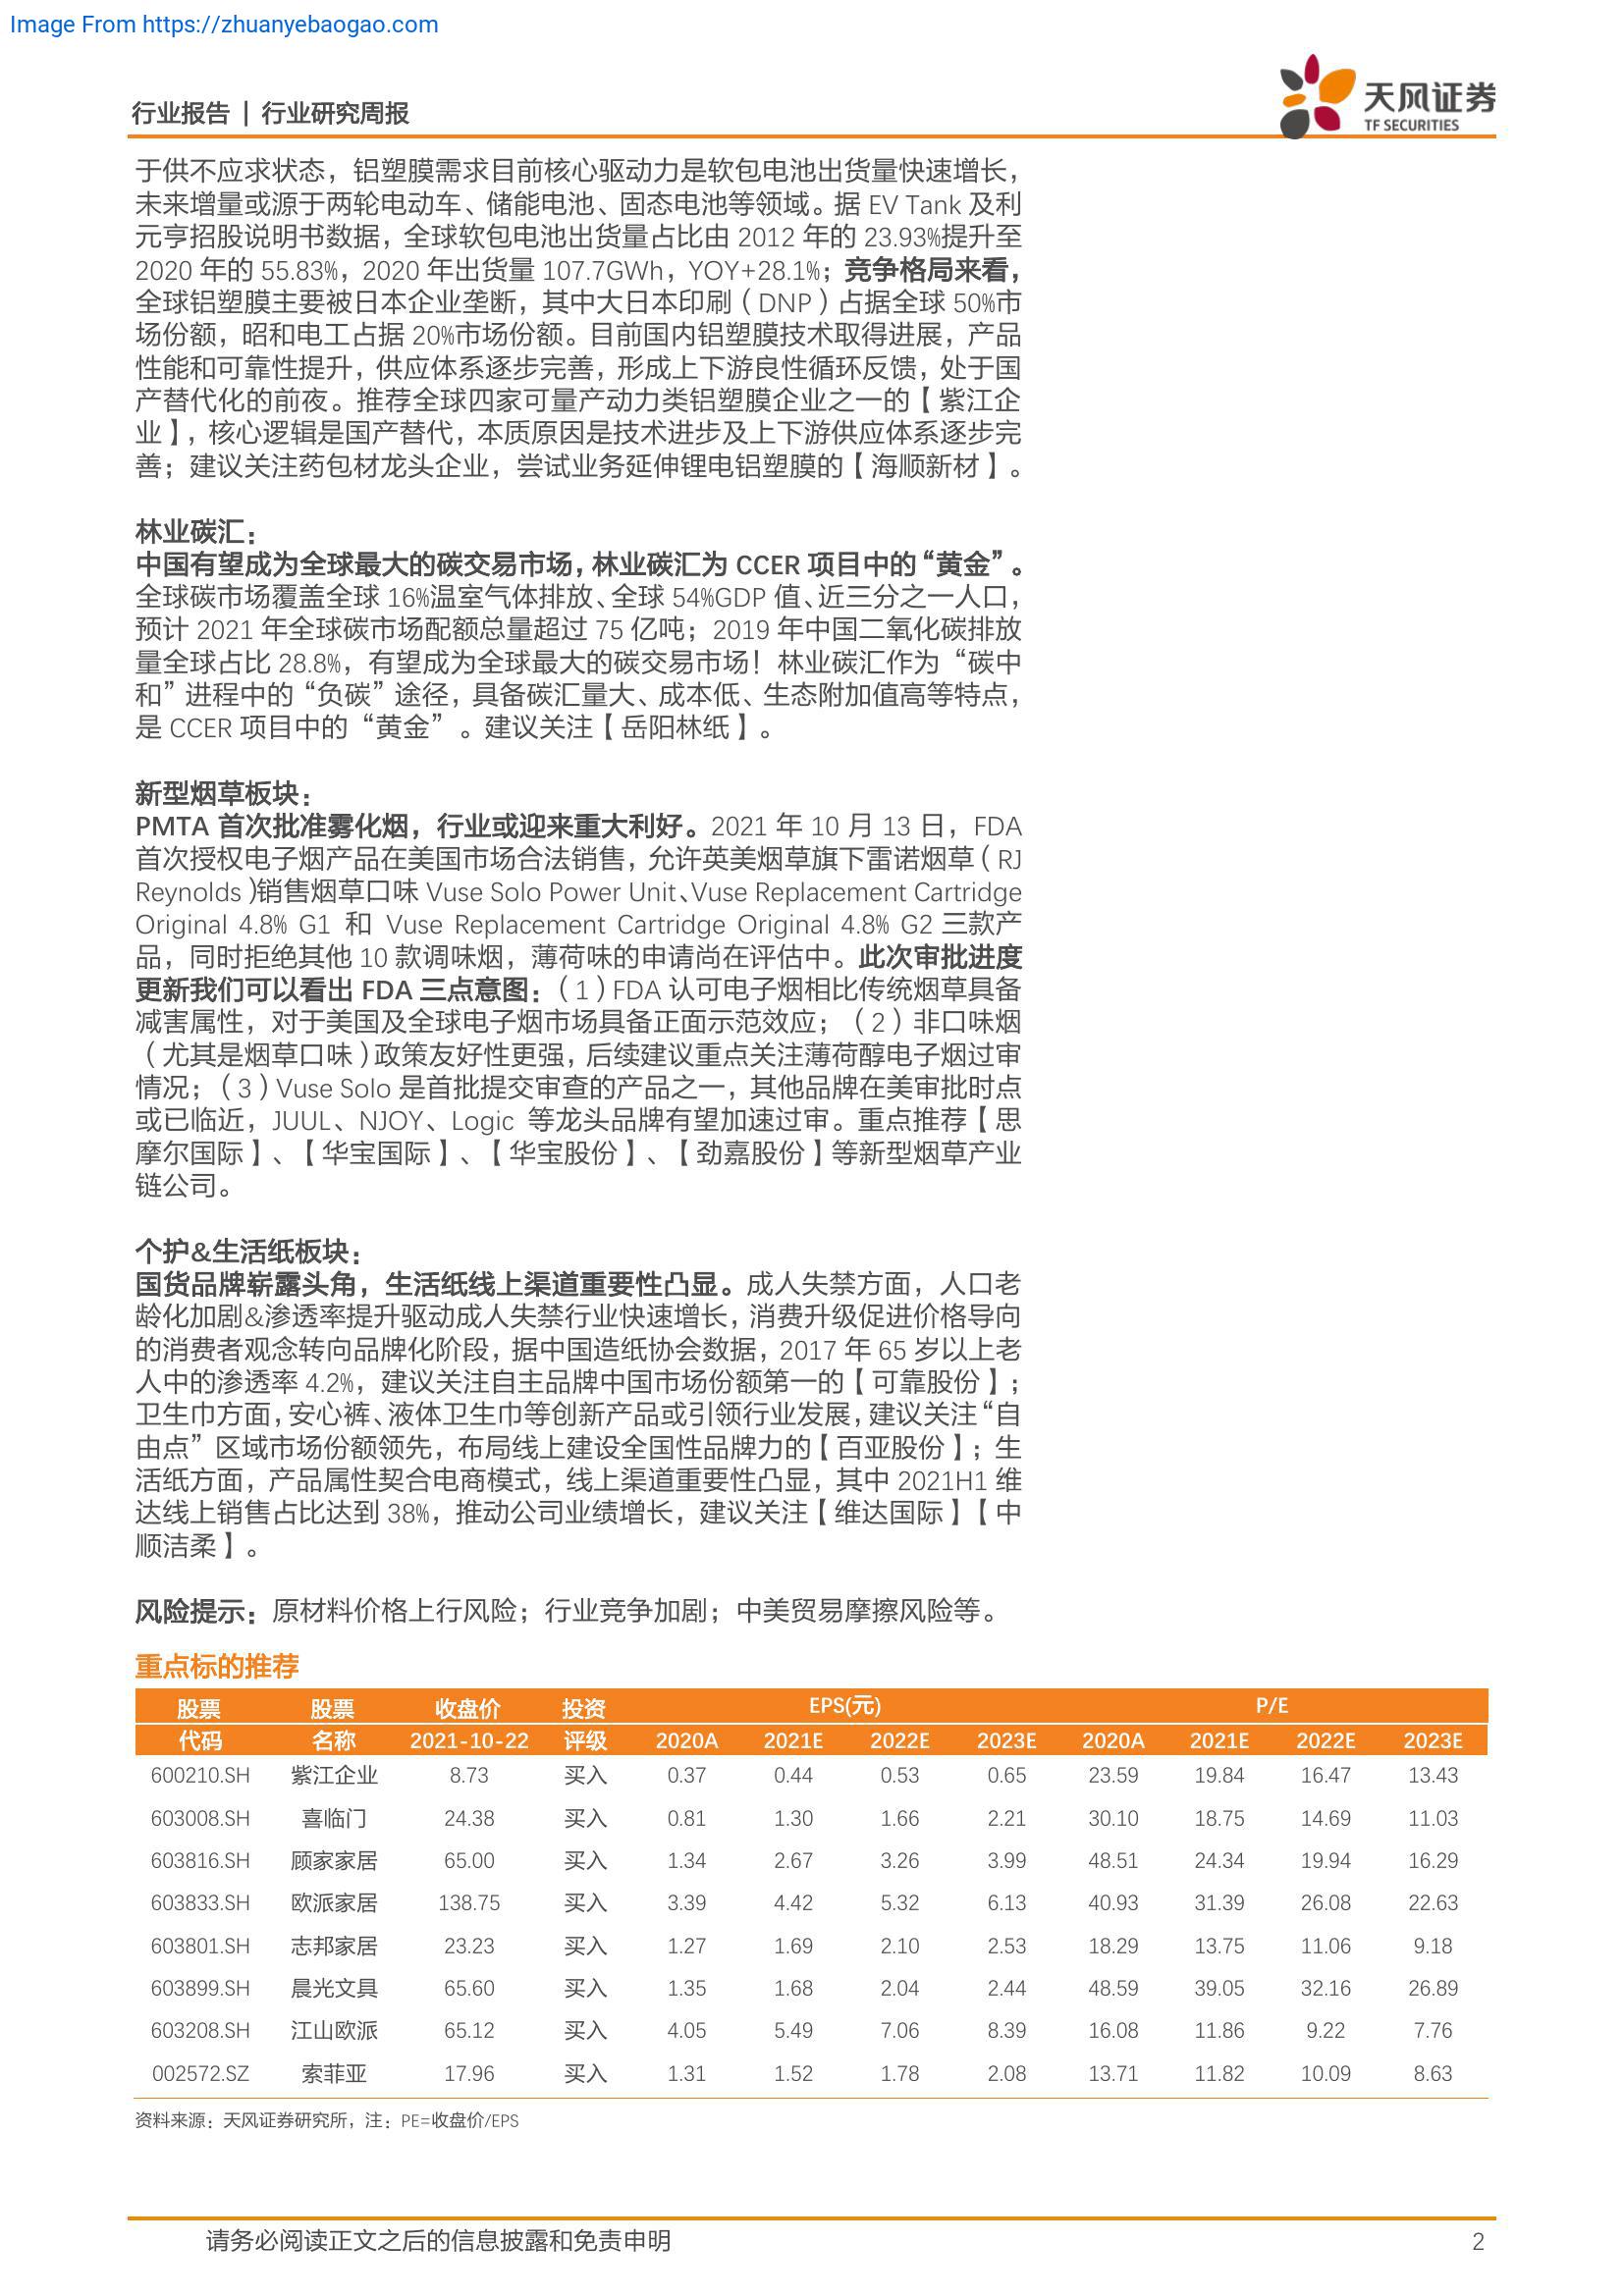 Image From https://zhuanyebaogao.com
行业报告 | 行业研究周报
天风证券
TF SECURITIES
于供不应求状态，铝塑膜需求目前核心驱动力是软包电池出货量快速增长，
未来增量或源于两轮电动车、储能电池、固态电池等领域。据 EV Tank 及利
元亨招股说明书数据，全球软包电池出货量占比由 2012 年的 23.93%提升至
2020 年的 55.83%，2020 年出货量 107.7GWh，YOY+28.1%；竞争格局来看，
全球铝塑膜主要被日本企业垄断，其中大日本印刷（DNP）占据全球 50%市
场份额，昭和电工占据 20%市场份额。目前国内铝塑膜技术取得进展，产品
性能和可靠性提升，供应体系逐步完善，形成上下游良性循环反馈，处于国
产替代化的前夜。推荐全球四家可量产动力类铝塑膜企业之一的【紫江企
业】，核心逻辑是国产替代，本质原因是技术进步及上下游供应体系逐步完
善；建议关注药包材龙头企业，尝试业务延伸锂电铝塑膜的【海顺新材】。
林业碳汇：
中国有望成为全球最大的碳交易市场，林业碳汇为 CCER 项目中的“黄金”。
全球碳市场覆盖全球 16%温室气体排放、全球 54%GDP 值、近三分之一人口，
预计 2021 年全球碳市场配额总量超过 75 亿吨；2019 年中国二氧化碳排放
量全球占比 28.8%，有望成为全球最大的碳交易市场！林业碳汇作为“碳中
和”进程中的“负碳”途径，具备碳汇量大、成本低、生态附加值高等特点，
是 CCER 项目中的“黄金”。建议关注【岳阳林纸】。
新型烟草板块：
PMTA 首次批准雾化烟，行业或迎来重大利好。2021 年 10 月 13 日，FDA
首次授权电子烟产品在美国市场合法销售，允许英美烟草旗下雷诺烟草（RJ
Reynolds）销售烟草口味 Vuse Solo Power Unit、Vuse Replacement Cartridge
Original 4.8% G1 和 Vuse Replacement Cartridge Original 4.8% G2 三款产
品，同时拒绝其他 10 款调味烟，薄荷味的申请尚在评估中。此次审批进度
更新我们可以看出 FDA 三点意图：（1）FDA 认可电子烟相比传统烟草具备
减害属性，对于美国及全球电子烟市场具备正面示范效应；（2）非口味烟
（尤其是烟草口味）政策友好性更强，后续建议重点关注薄荷醇电子烟过审
情况；（3）Vuse Solo 是首批提交审查的产品之一，其他品牌在美审批时点
或已临近，JUUL、NJOY、Logic 等龙头品牌有望加速过审。重点推荐【思
摩尔国际】、【华宝国际】、【华宝股份】、【劲嘉股份】等新型烟草产业
链公司。
个护&生活纸板块：
国货品牌崭露头角，生活纸线上渠道重要性凸显。成人失禁方面，人口老
龄化加剧&渗透率提升驱动成人失禁行业快速增长，消费升级促进价格导向
的消费者观念转向品牌化阶段，据中国造纸协会数据，2017 年 65 岁以上老
人中的渗透率 4.2%，建议关注自主品牌中国市场份额第一的【可靠股份】；
卫生巾方面，安心裤、液体卫生巾等创新产品或引领行业发展，建议关注“自
由点”区域市场份额领先，布局线上建设全国性品牌力的【百亚股份】；生
活纸方面，产品属性契合电商模式，线上渠道重要性凸显，其中 2021H1 维
达线上销售占比达到 38%，推动公司业绩增长，建议关注【维达国际】【中
顺洁柔】。
风险提示：原材料价格上行风险；行业竞争加剧；中美贸易摩擦风险等。
重点标的推荐
股票 股票 收盘价 投资 EPS(元) P/E
代码 名称 2021-10-22 评级 2020A 2021E 2022E 2023E 2020A 2021E 2022E 2023E
600210.SH 紫江企业 8.73 买入 0.37 0.44 0.53 0.65 23.59 19.84 16.47 13.43
603008.SH 喜临门 24.38 买入 0.81 1.30 1.66 2.21 30.10 18.75 14.69 11.03
603816.SH 顾家家居 65.00 买入 1.34 2.67 3.26 3.99 48.51 24.34 19.94 16.29
603833.SH 欧派家居 138.75 买入 3.39 4.42 5.32 6.13 40.93 31.39 26.08 22.63
603801.SH 志邦家居 23.23 买入 1.27 1.69 2.10 2.53 18.29 13.75 11.06 9.18
603899.SH 晨光文具 65.60 买入 1.35 1.68 2.04 2.44 48.59 39.05 32.16 26.89
603208.SH 江山欧派 65.12 买入 4.05 5.49 7.06 8.39 16.08 11.86 9.22 7.76
002572.SZ 索菲亚 17.96 买入 1.31 1.52 1.78 2.08 13.71 11.82 10.09 8.63
资料来源：天风证券研究所，注：PE=收盘价/EPS
请务必阅读正文之后的信息披露和免责申明 2